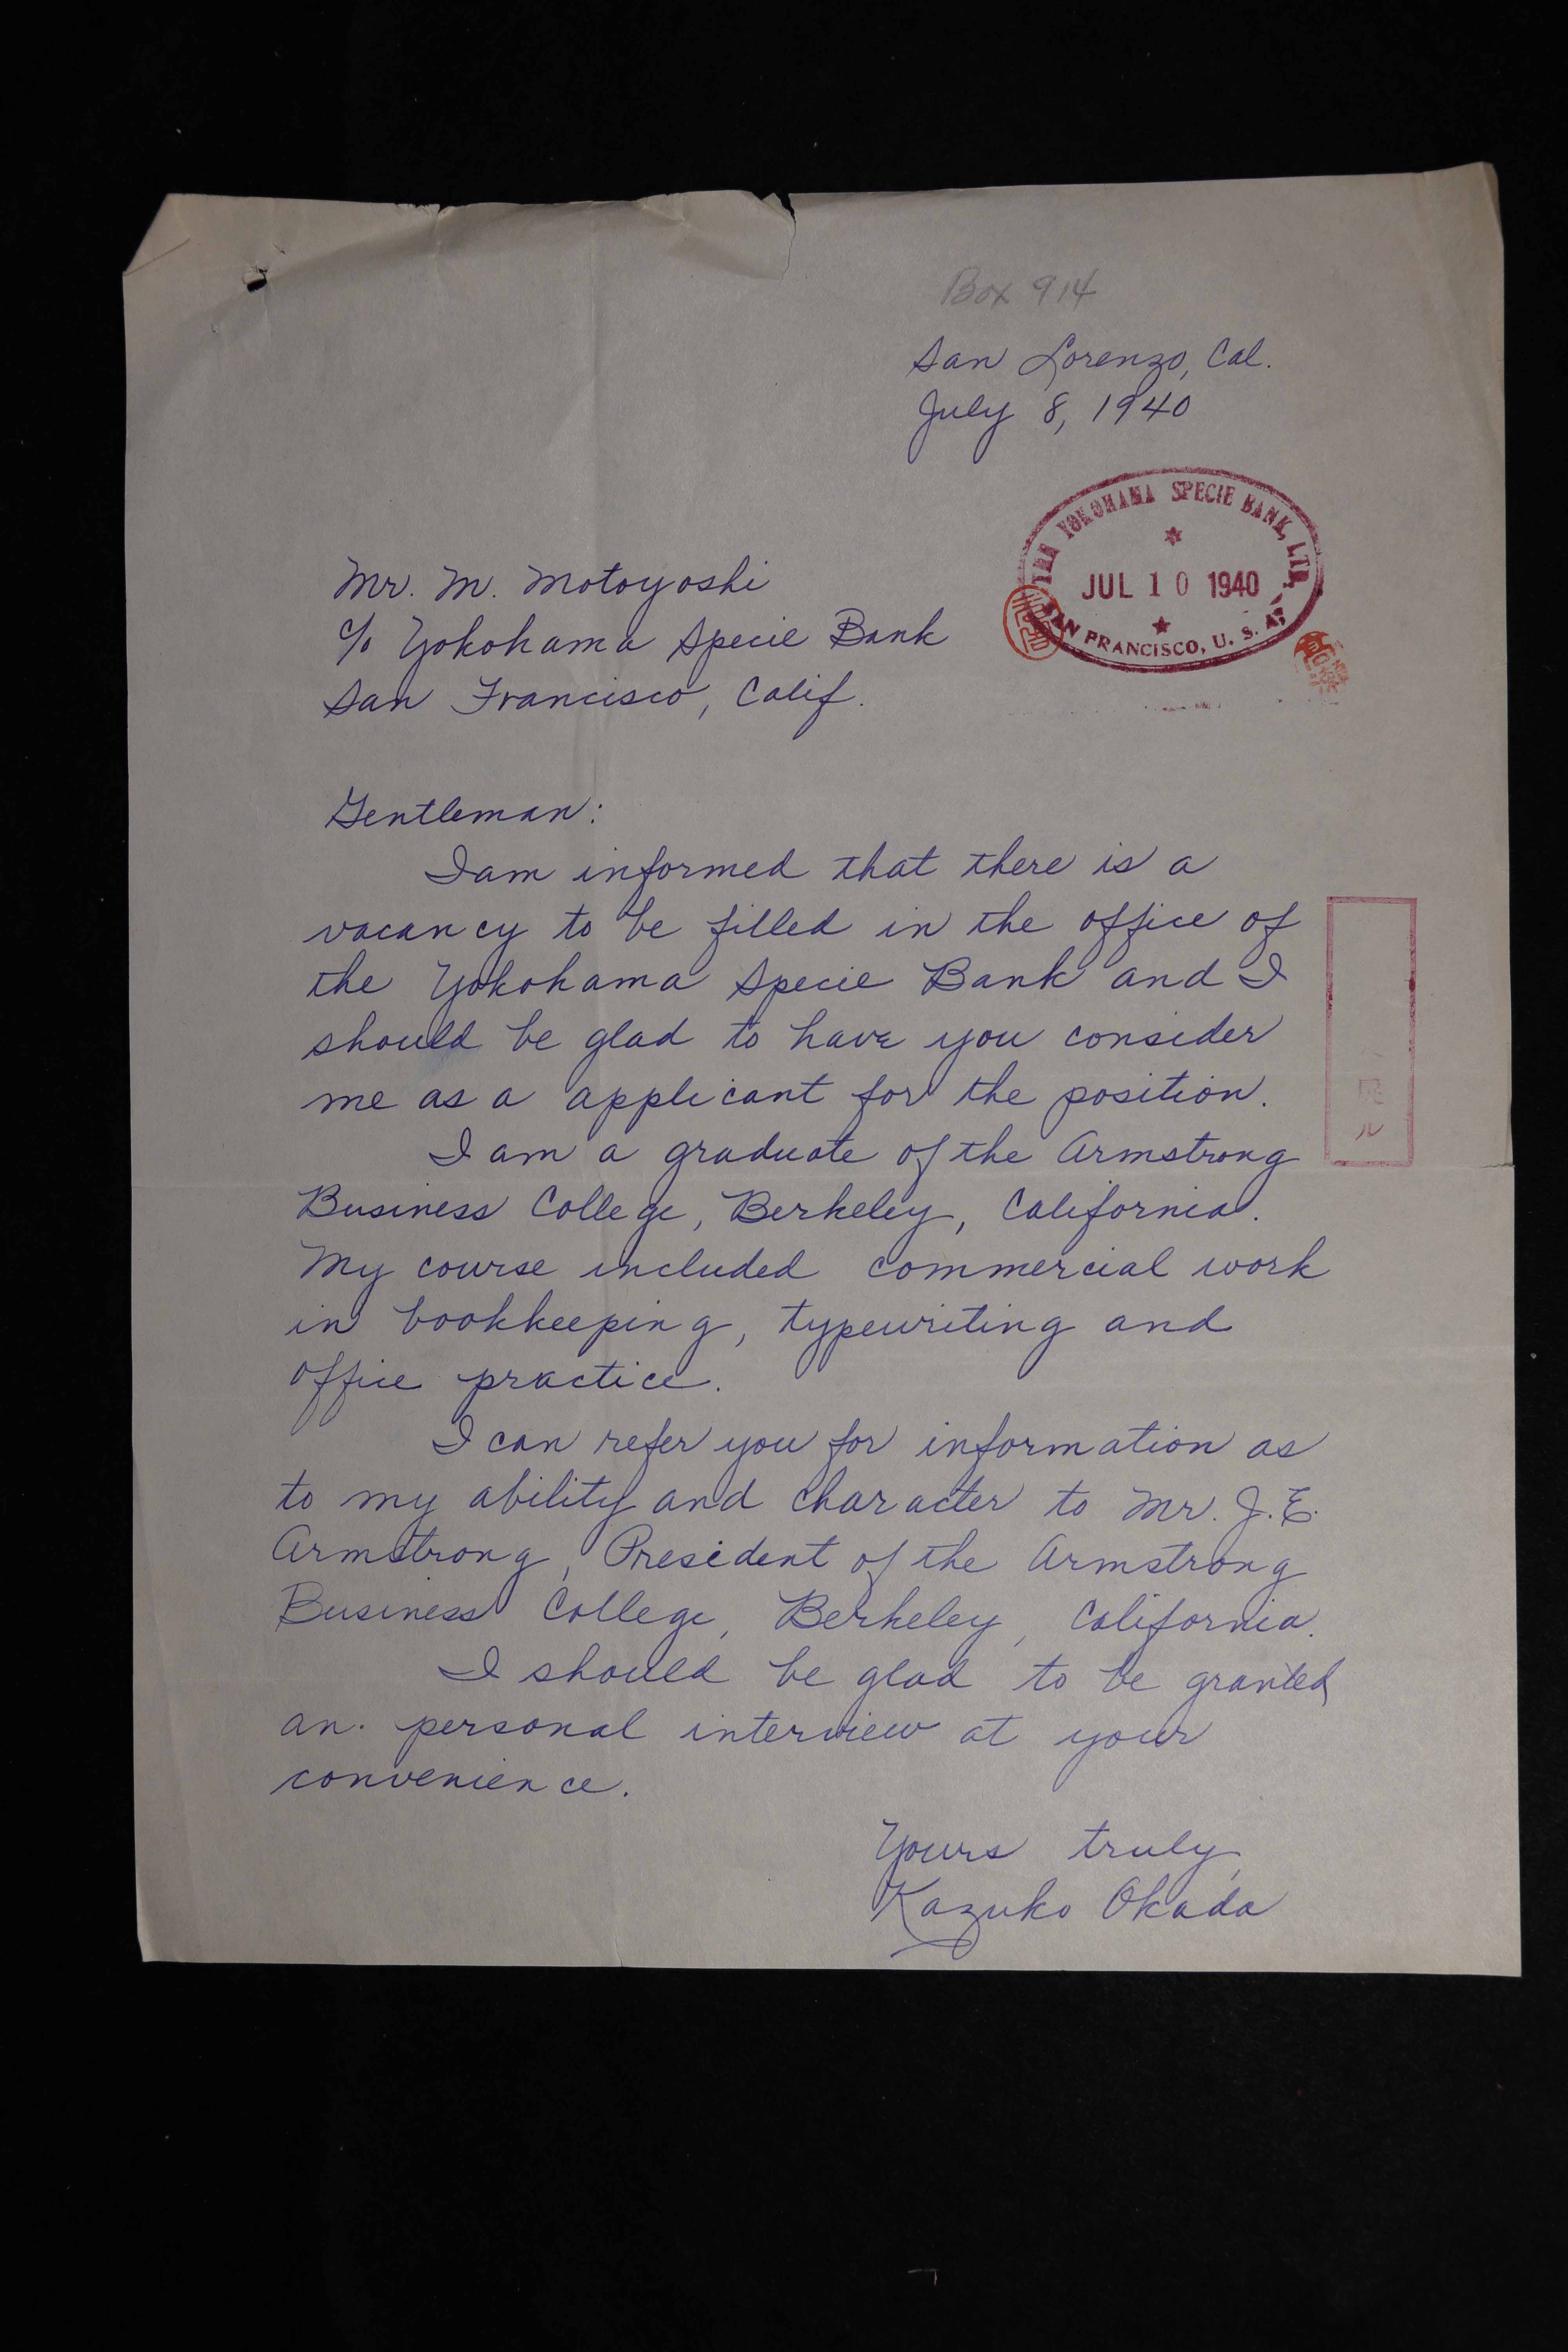 Box 914
San Lorenzo, Cal.
July 8, 1940
THE YOKOHAMA SPECIE BANK, LTD.
JUL 10 1940
SAN FRANCISCO, U. S. A.
Mr. M. Motoyoshi
c/o Yokohama Specie Bank
San Francisco, Calif.
Gentleman:
I am informed that there is a
vacancy to be filled in the office of
the Yokohama Specie Bank and I
should be glad to have you consider
me as a applicant for the position.
I am a graduate of the Armstrong
Business College, Berkeley, California.
My course included commercial work
in bookkeeping, typewriting and
office practice.
I can refer you for information as
to my ability and character to Mr. J.E.
Armstrong, President of the Armstrong
Business College, Berkeley, California.
I should be glad to be granted
an. personal interview at your
convenience.
Yours truly,
Kazuko Okada